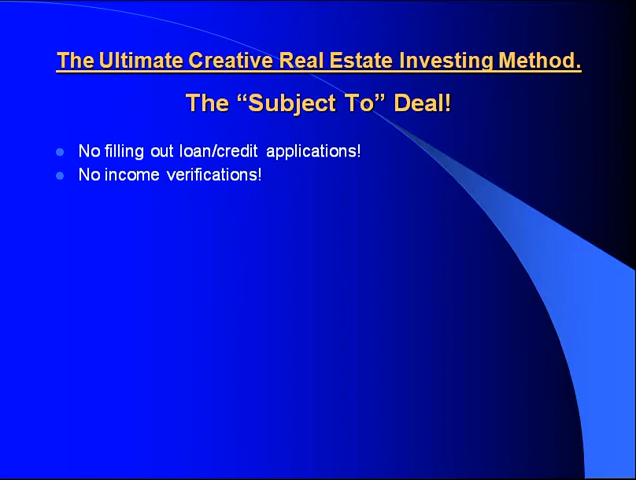 The Ultimate Creative Real Estate Investing Method.
The “Subject To” Deal!
No filling out loan/credit applications!
No income verifications!